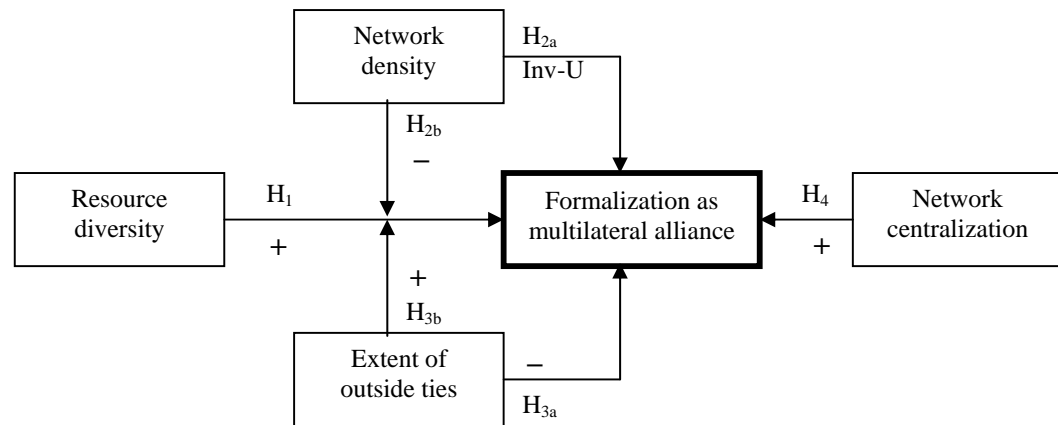 Network
density
H2a
Inv-U
H2b
−
Resource
diversity
H1
+
Formalization as
multilateral alliance
H4
+
Network
centralization
+
H3b
Extent of
outside ties
−
H3a